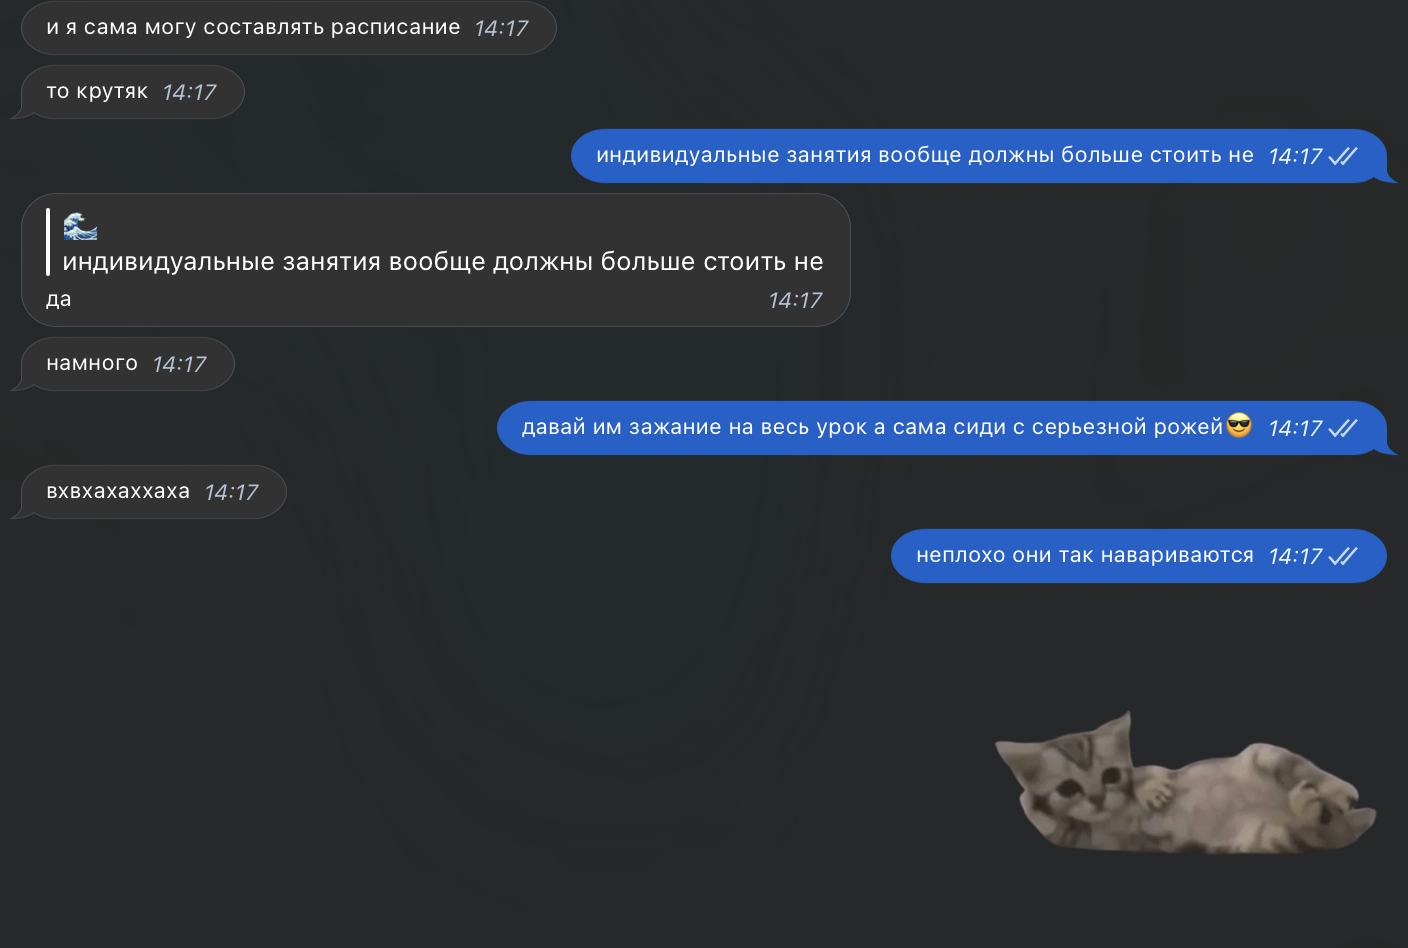 и я сама могу составлять расписание 14:17
то крутяк 14:17
индивидуальные занятия вообще должны больше стоить не 14:17
🌊
индивидуальные занятия вообще должны больше стоить не
да 14:17
намного 14:17
давай им зажание на весь урок а сама сиди с серьезной рожей😎 14:17
вхвхахаххаха 14:17
неплохо они так навариваются 14:17